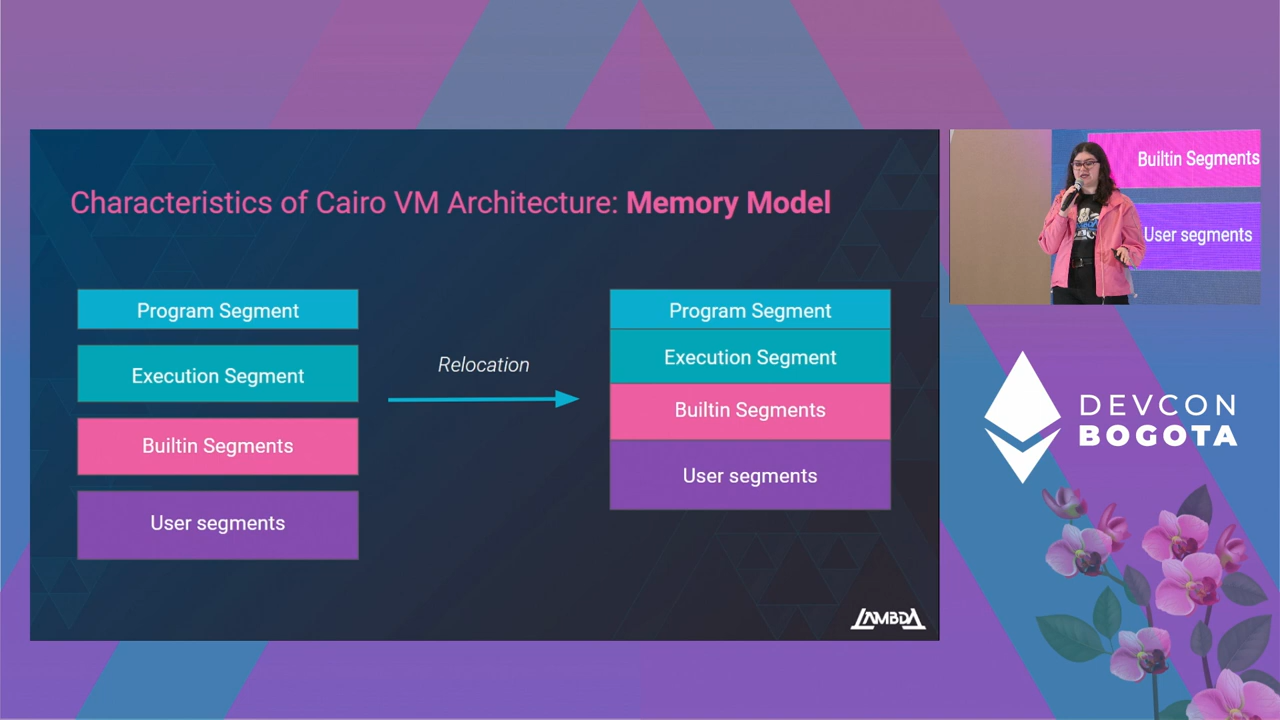 Characteristics of Cairo VM Architecture: Memory Model
Program Segment
Execution Segment
Builtin Segments
User segments
Relocation
Program Segment
Execution Segment
Builtin Segments
User segments
LAMBDA
Builtin Segments
User segments
DEVCON
BOGOTA